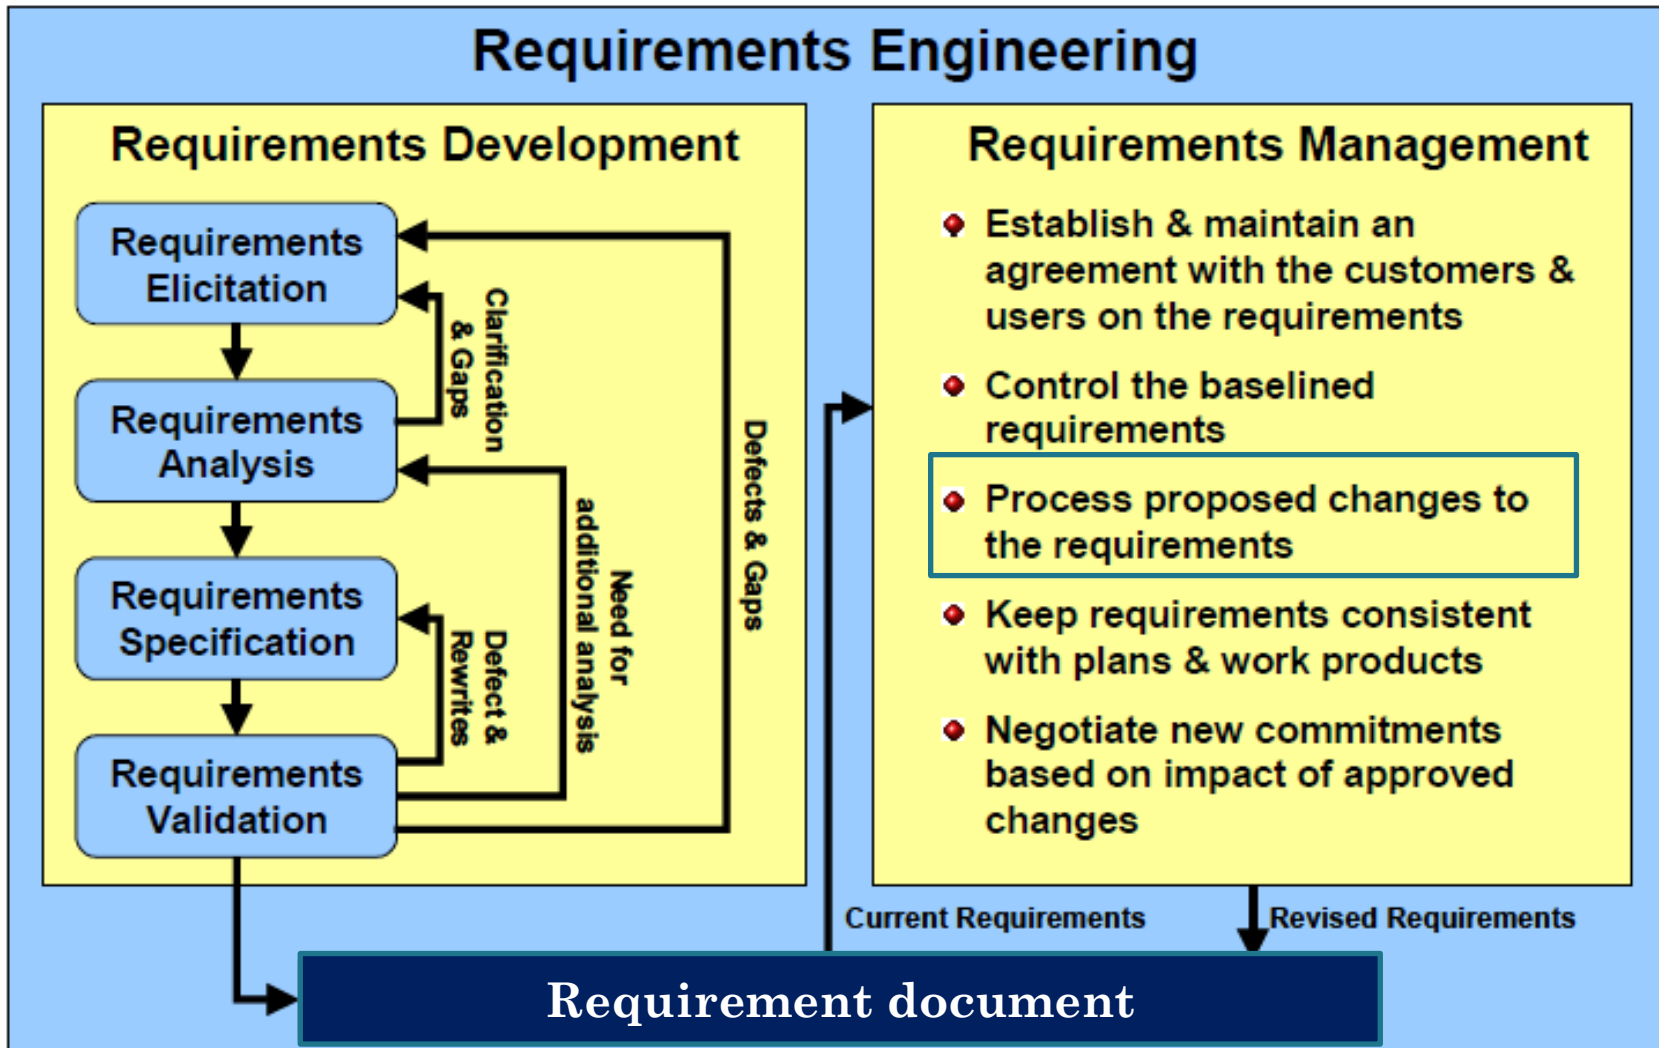 Requirements Engineering
Requirements Development
Requirements
Elicitation
Clarification
& Gaps
Requirements
Analysis
Defects & Gaps
Need for
additional analysis
Requirements
Specification
Defect &
Rewrites
Requirements
Validation
Requirements Management
Establish & maintain an
agreement with the customers &
users on the requirements
Control the baselined
requirements
Process proposed changes to
the requirements
Keep requirements consistent
with plans & work products
Negotiate new commitments
based on impact of approved
changes
Current Requirements
Revised Requirements
Requirement document